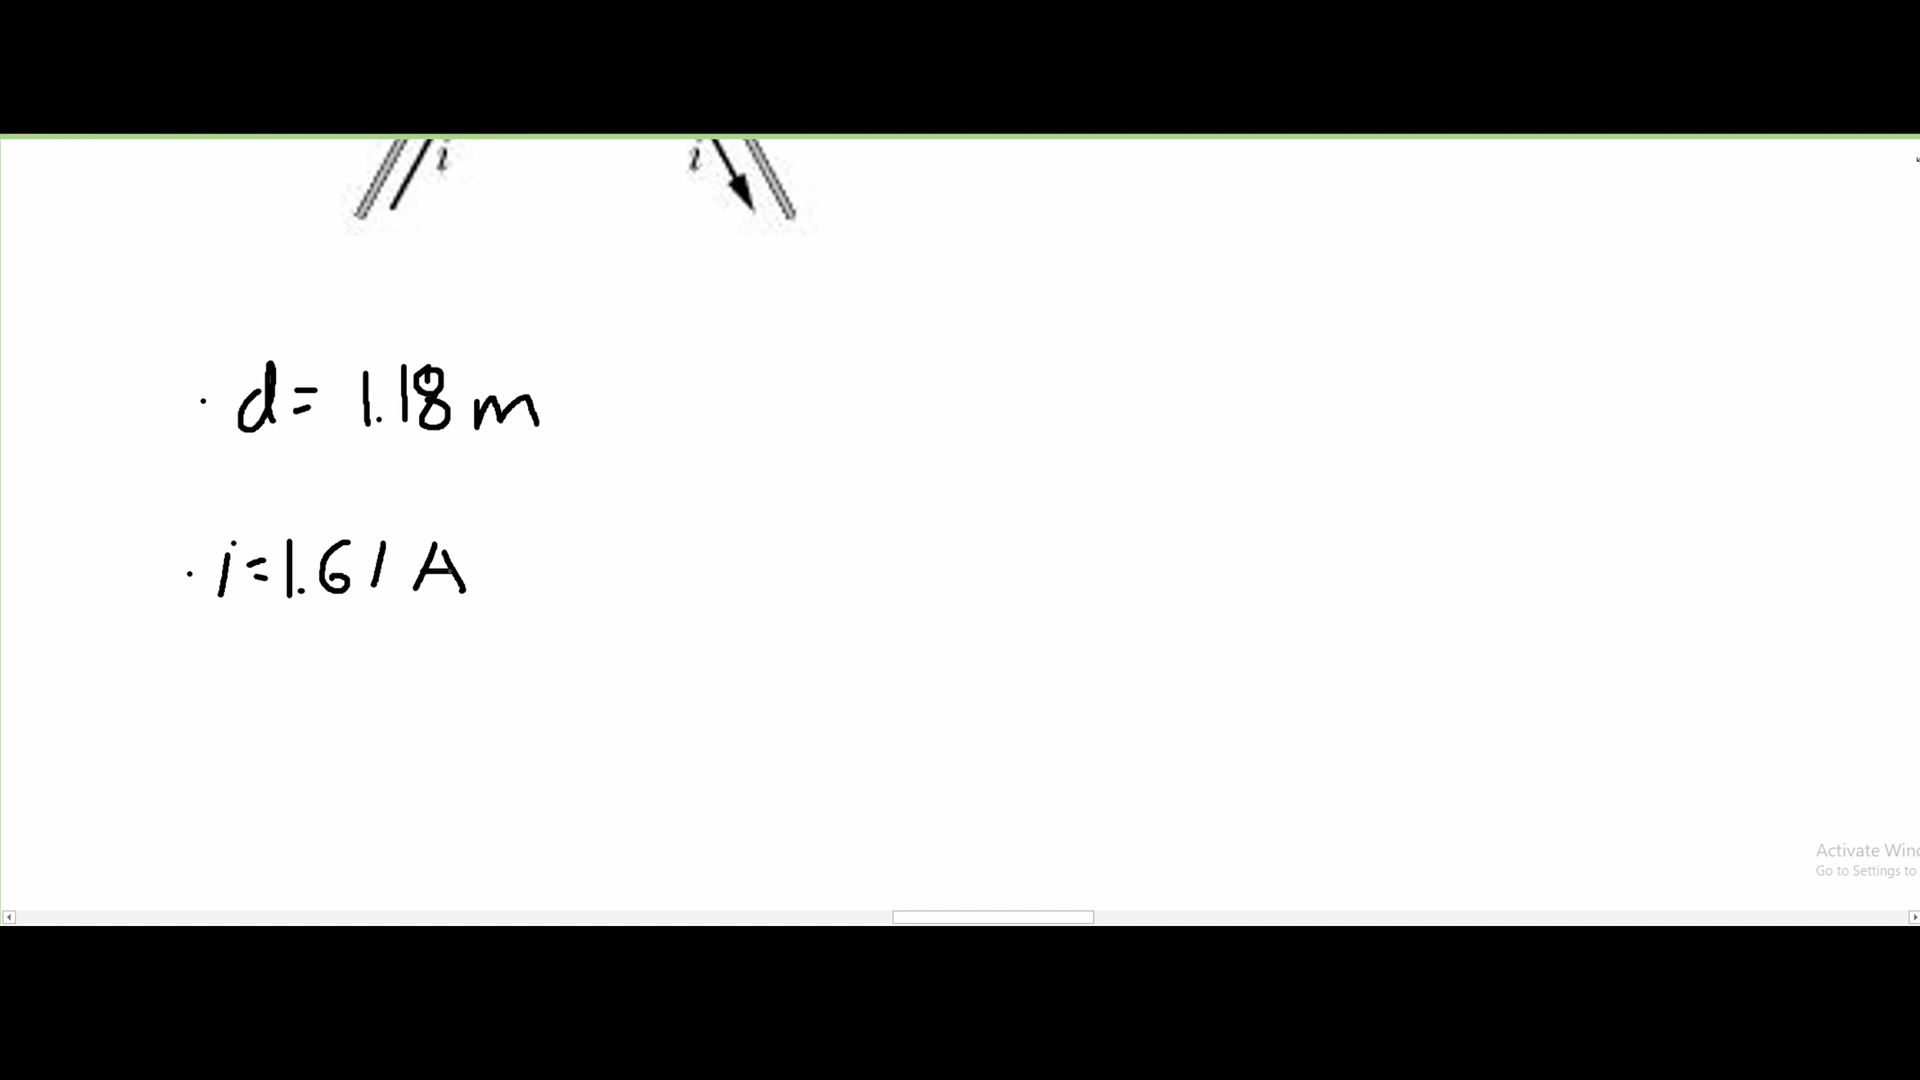 i i
· d= 1.18 m
· i=1.61 A
Activate Win
Go to Settings to